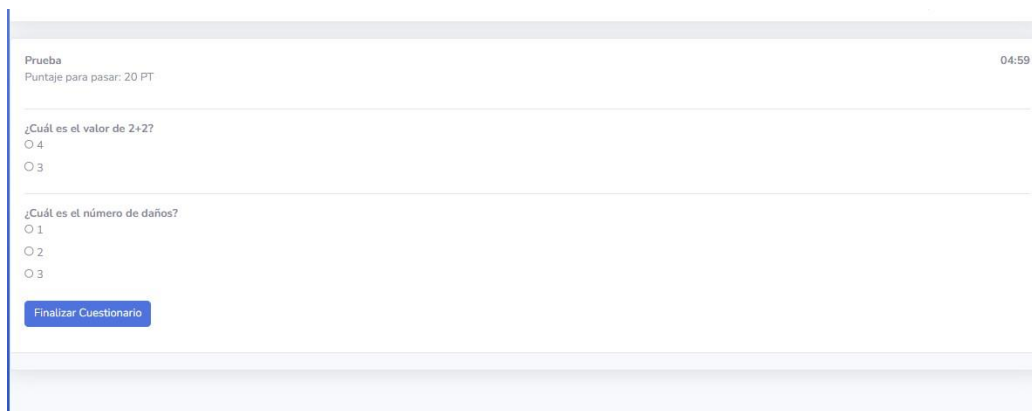 Prueba
04:59
Puntaje para pasar: 20 PT
¿Cuál es el valor de 2+2?
4
3
¿Cuál es el número de daños?
1
2
3
Finalizar Cuestionario